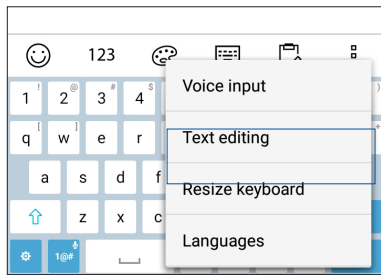 123
Voice input
1 ! 2 @ 3 # 4 $ )
Text editing
q [ w ] e r +
Resize keyboard
a s d f
z x c
Languages
1@#